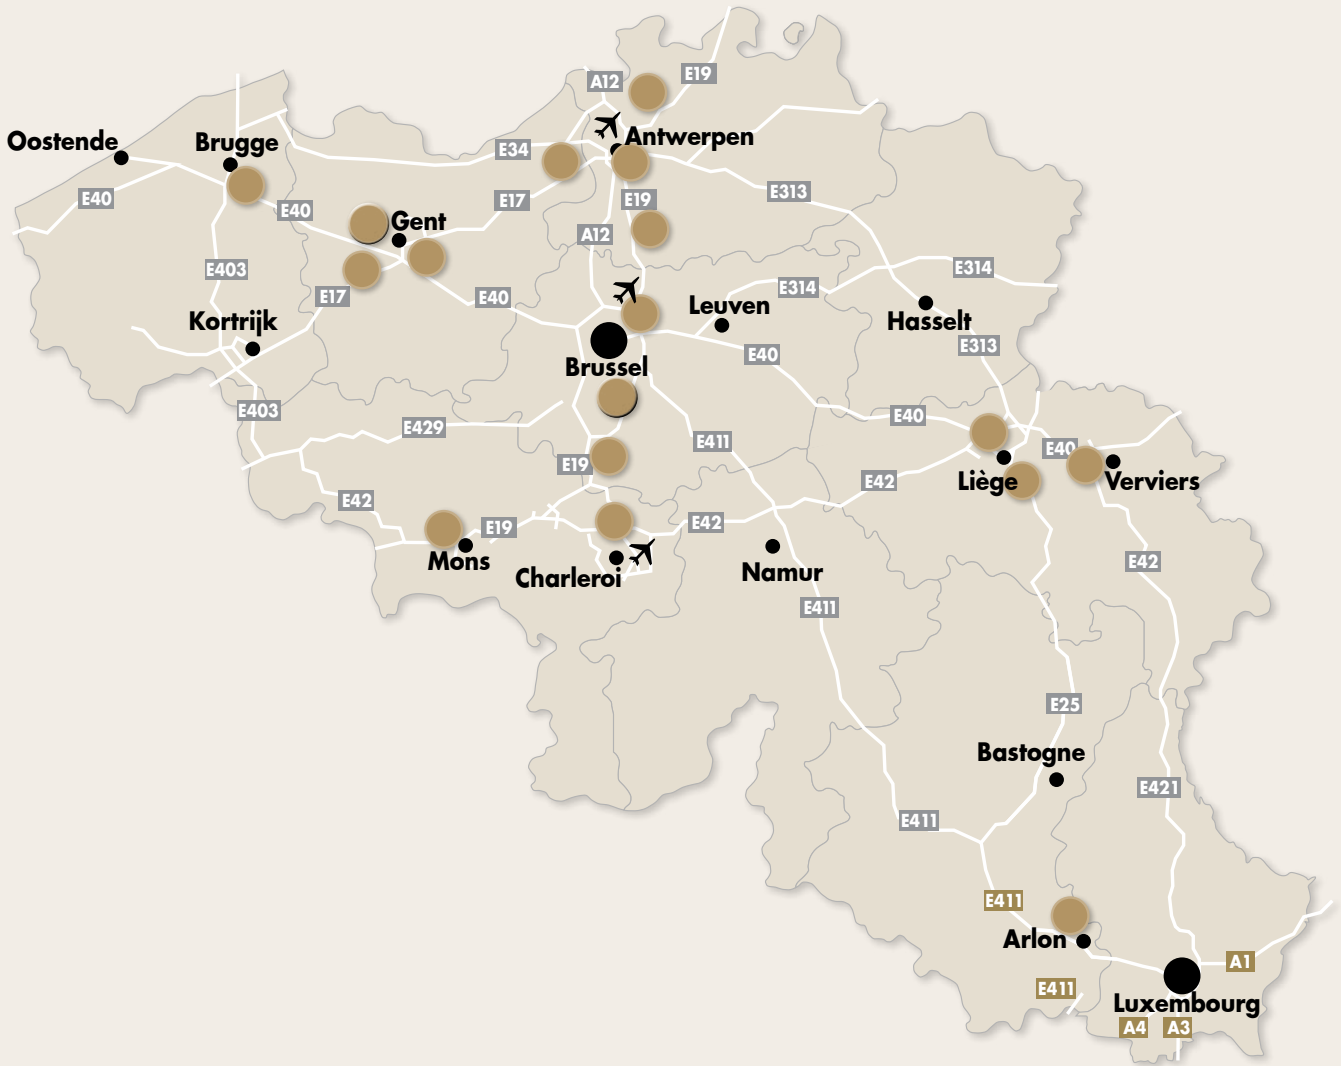 E19
A12
Antwerpen
Oostende
Brugge
E34
E313
E40
E17
E19
E40
Gent
A12
E403
E314
E314
E17
E40
Leuven
Hasselt
Kortrijk
E313
E40
Brussel
E403
E40
E429
E411
E40
E19
E42
Liège
Verviers
E42
E19
E42
Mons
E42
Charleroi
Namur
E411
E25
Bastogne
E421
E411
E411
Arlon
A1
E411
Luxembourg
A4
A3